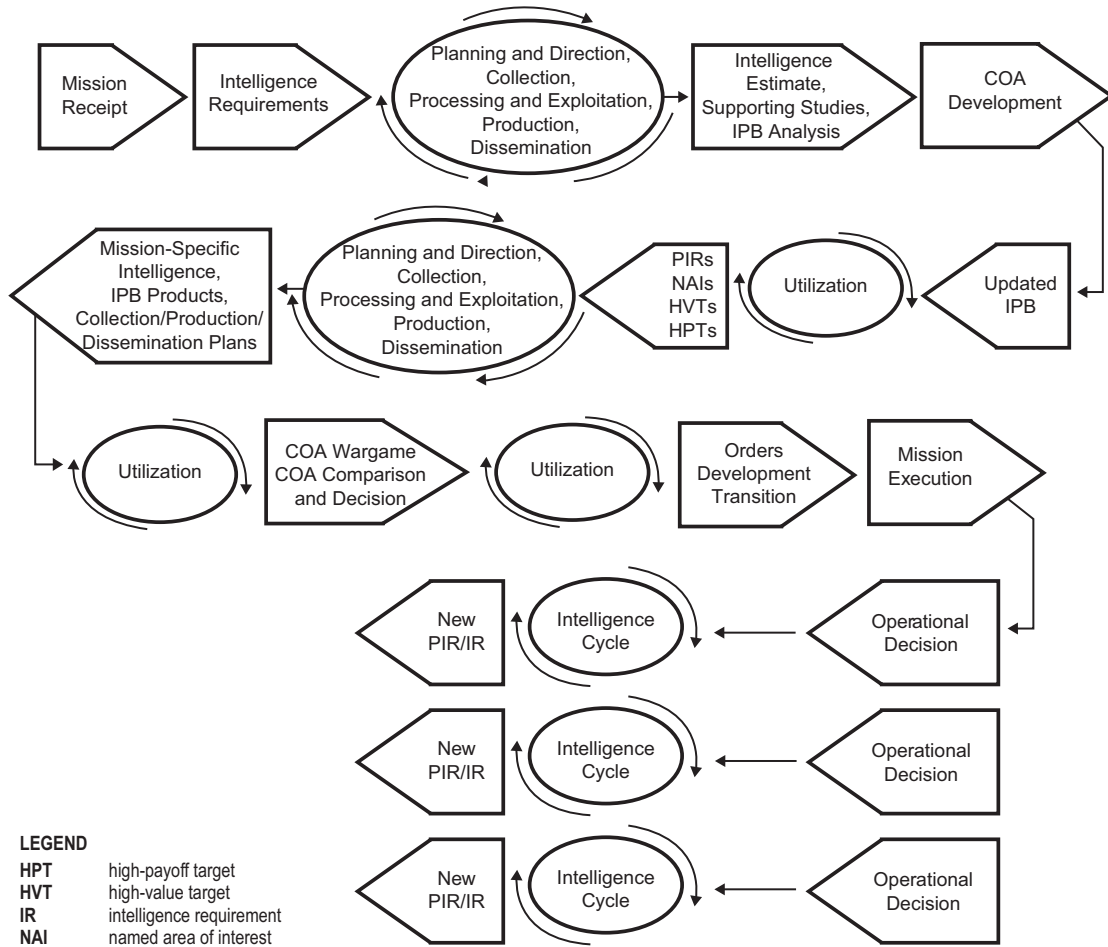 Mission
Receipt
Intelligence
Requirements
Planning and Direction,
Collection,
Processing and Exploitation,
Production,
Dissemination
Intelligence
Estimate,
Supporting Studies,
IPB Analysis
COA
Development
Mission-Specific
Intelligence,
IPB Products,
Collection/Production/
Dissemination Plans
Planning and Direction,
Collection,
Processing and Exploitation,
Production,
Dissemination
PIRs
NAIs
HVTs
HPTs
Utilization
Updated
IPB
Utilization
COA Wargame
COA Comparison
and Decision
Utilization
Orders
Development
Transition
Mission
Execution
New
PIR/IR
Intelligence
Cycle
Operational
Decision
New
PIR/IR
Intelligence
Cycle
Operational
Decision
New
PIR/IR
Intelligence
Cycle
Operational
Decision
LEGEND
HPT high-payoff target
HVT high-value target
IR intelligence requirement
NAI named area of interest